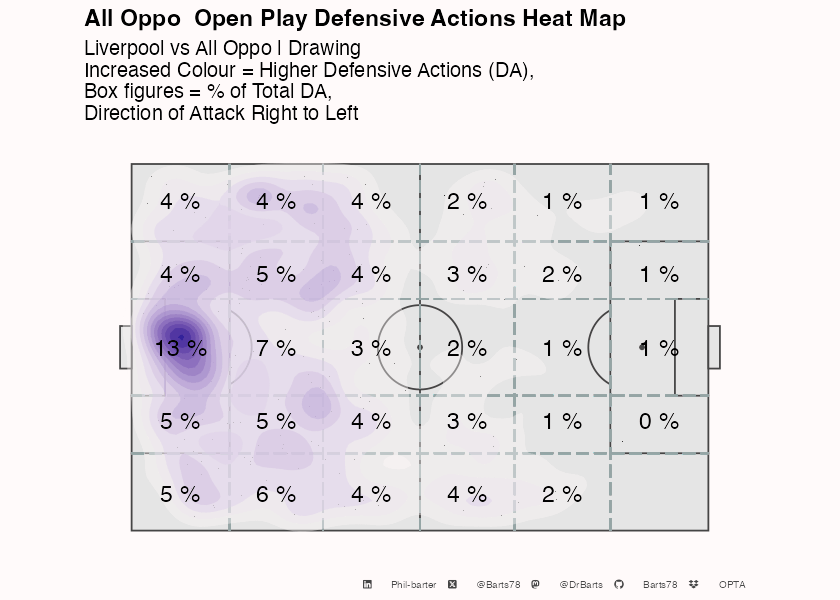 All Oppo  Open Play Defensive Actions Heat Map
Liverpool vs All Oppo I Drawing
Increased Colour = Higher Defensive Actions (DA),
Box figures = % of Total DA,
Direction of Attack Right to Left
4 % 4 % 4 % 2 % 1 % 1 %
4 % 5 % 4 % 3 % 2 % 1 %
13 % 7 % 3 % 2 % 1 % 1 %
5 % 5 % 4 % 3 % 1 % 0 %
5 % 6 % 4 % 4 % 2 %
Phil-barter @Barts78 @DrBarts Barts78 OPTA